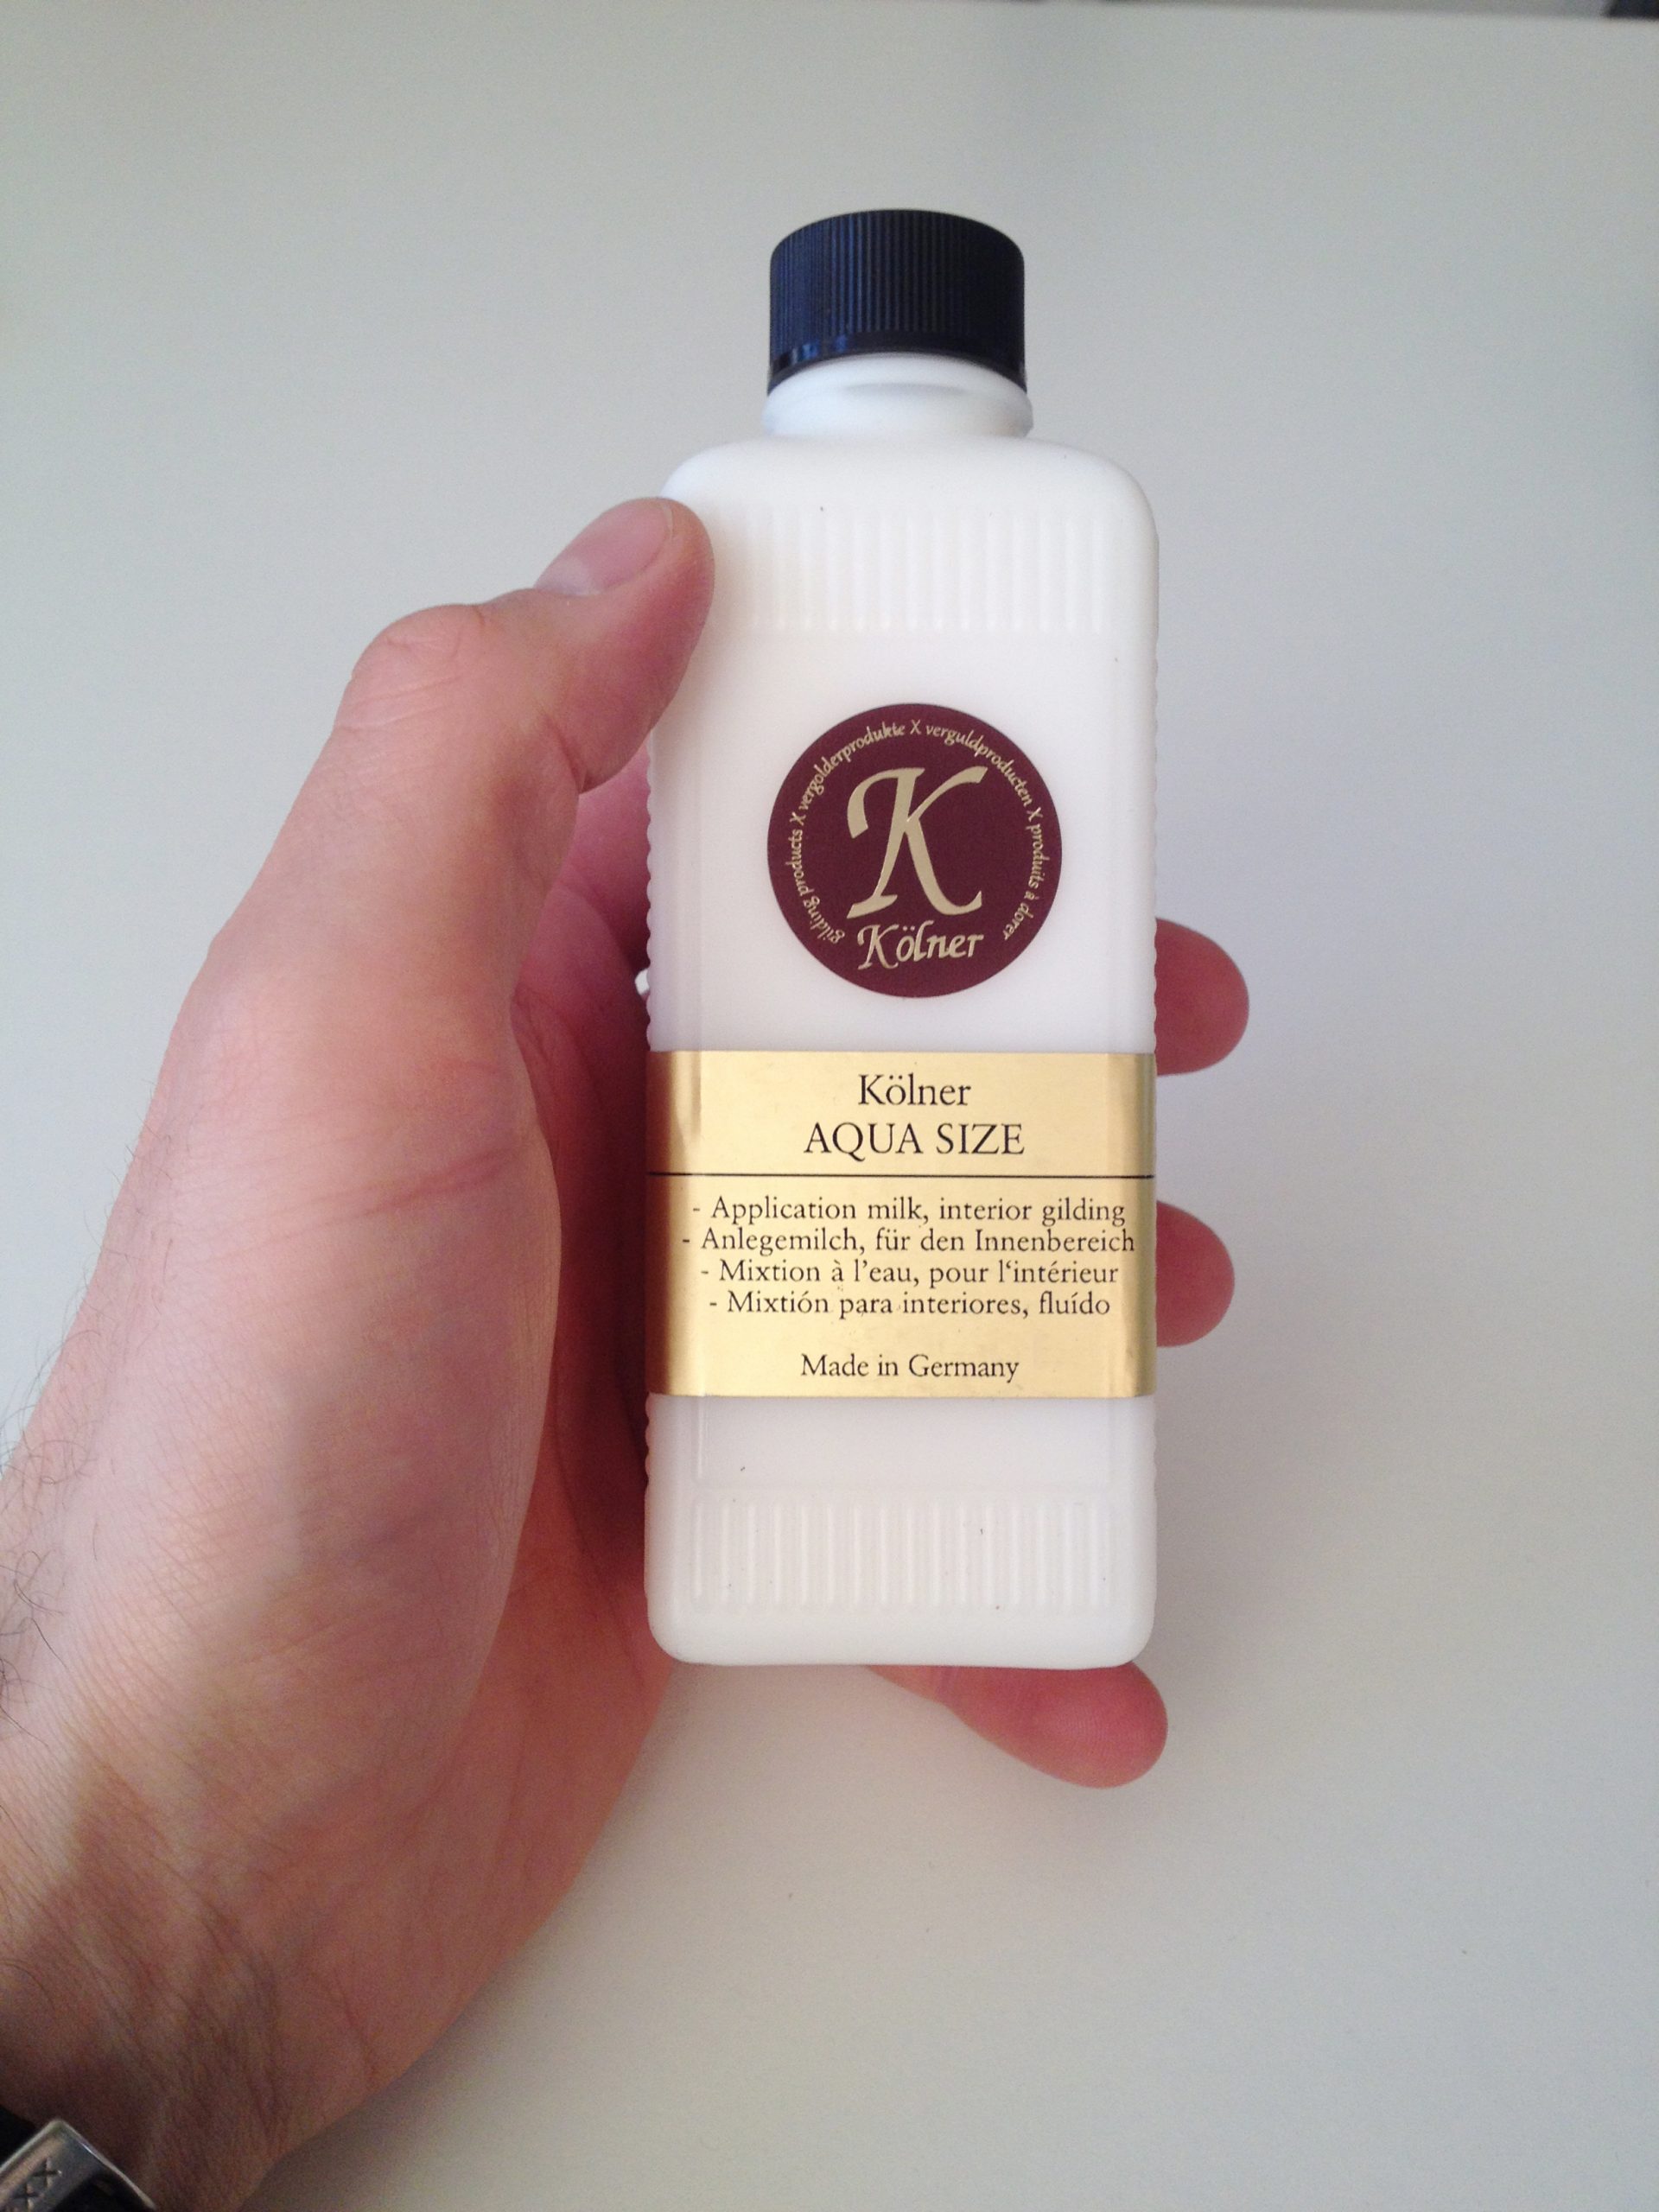 gilding products X vergolderprodukte X verguldproducten X produits à dorer
K
Kölner
Kölner
AQUA SIZE
- Application milk, interior gilding
- Anlegemilch, für den Innenbereich
- Mixtion à l'eau, pour l‘intérieur
- Mixtión para interiores, fluído
Made in Germany
XX